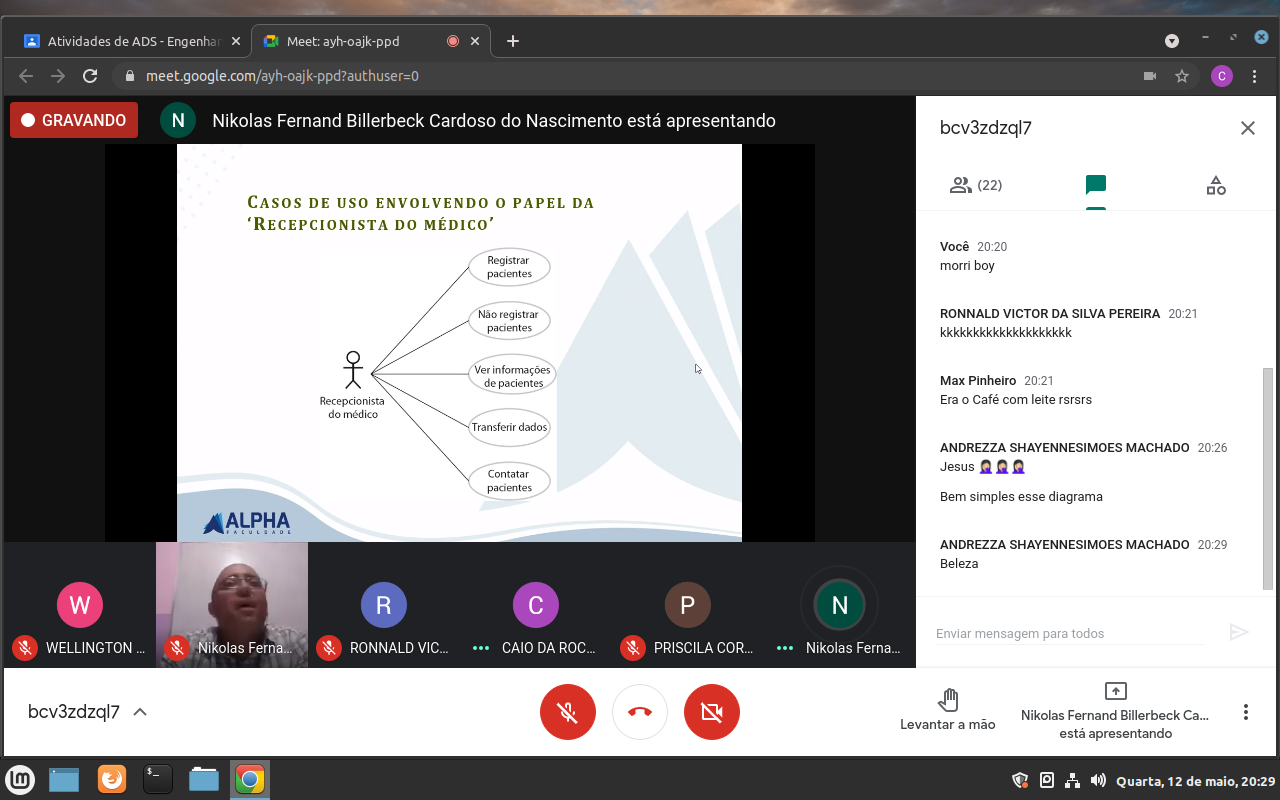 Atividades de ADS - Engenhar
Meet: ayh-oajk-ppd
meet.google.com/ayh-oajk-ppd?authuser=0
C
GRAVANDO
N
Nikolas Fernand Billerbeck Cardoso do Nascimento está apresentando
CASOS DE USO ENVOLVENDO O PAPEL DA
‘RECEPCIONISTA DO MÉDICO’
Registrar
pacientes
Não registrar
pacientes
Ver informações
de pacientes
Transferir dados
Contatar
pacientes
Recepcionista
do médico
ALPHA
FACULDADE
W
WELLINGTON ...
Nikolas Ferna...
R
RONNALD VIC...
C
CAIO DA ROC...
P
PRISCILA COR...
N
Nikolas Ferna...
bcv3zdzql7
(22)
Você 20:20
morri boy
RONNALD VICTOR DA SILVA PEREIRA 20:21
kkkkkkkkkkkkkkkkkkkk
Max Pinheiro 20:21
Era o Café com leite rsrsrs
ANDREZZA SHAYENNESIMOES MACHADO 20:26
Jesus 🤦🏻‍♀️🤦🏻‍♀️🤦🏻‍♀️
Bem simples esse diagrama
ANDREZZA SHAYENNESIMOES MACHADO 20:29
Beleza
Enviar mensagem para todos
bcv3zdzql7
Levantar a mão
Nikolas Fernand Billerbeck Ca...
está apresentando
Quarta, 12 de maio, 20:29